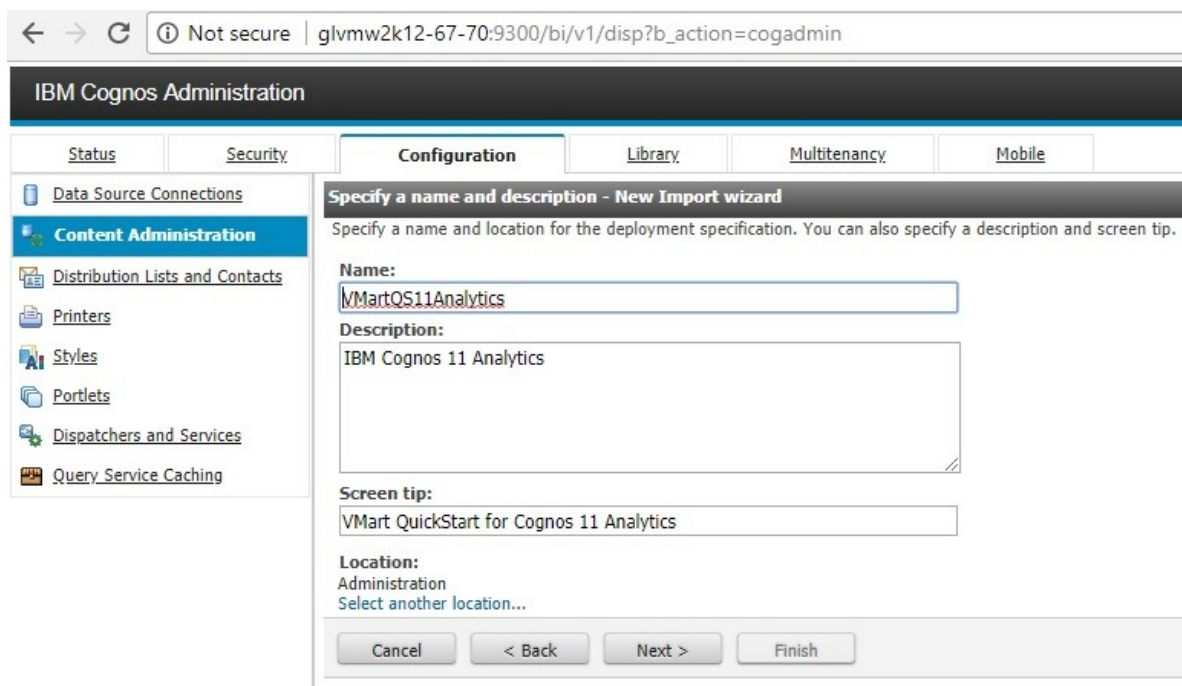 Not secure | glvmw2k12-67-70:9300/bi/v1/disp?b_action=cogadmin
IBM Cognos Administration
Status Security Configuration Library Multitenancy Mobile
Data Source Connections
Content Administration
Distribution Lists and Contacts
Printers
Styles
Portlets
Dispatchers and Services
Query Service Caching
Specify a name and description - New Import wizard
Specify a name and location for the deployment specification. You can also specify a description and screen tip.
Name:
VMartQS11Analytics
Description:
IBM Cognos 11 Analytics
Screen tip:
VMart QuickStart for Cognos 11 Analytics
Location:
Administration
Select another location...
Cancel < Back Next > Finish